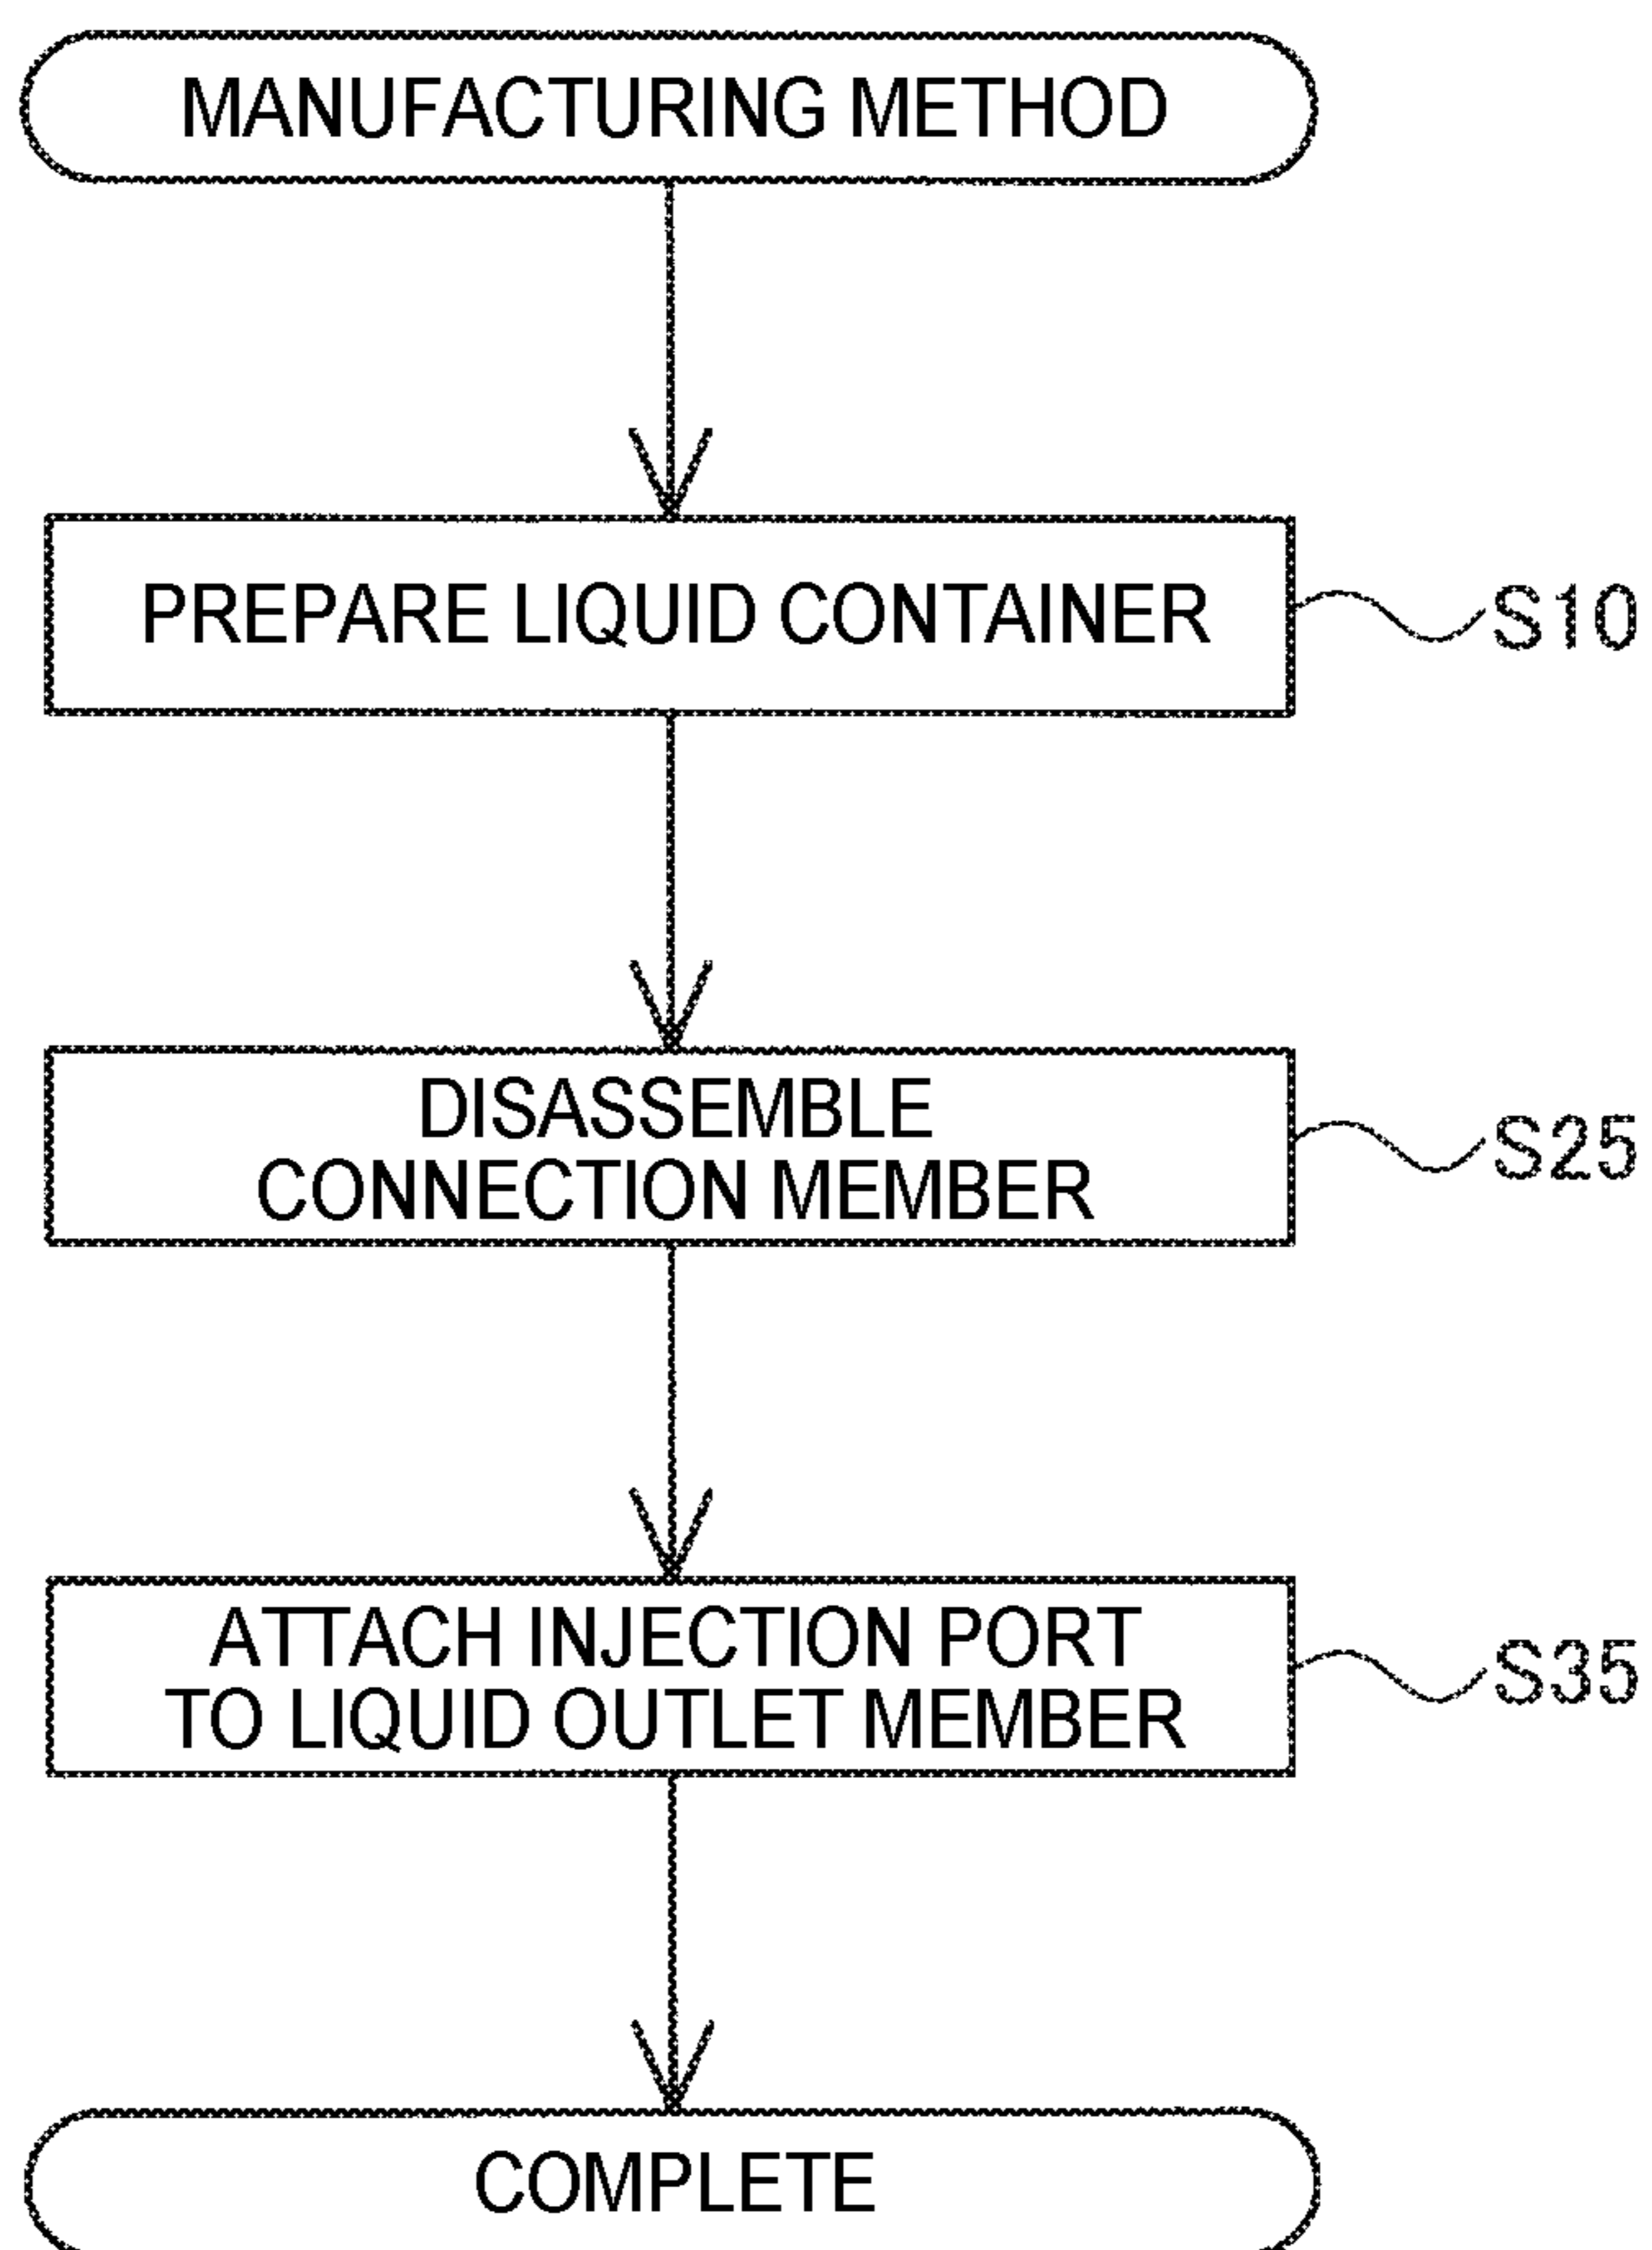 MANUFACTURING METHOD
PREPARE LIQUID CONTAINER
S10
DISASSEMBLE
CONNECTION MEMBER
S25
ATTACH INJECTION PORT
TO LIQUID OUTLET MEMBER
S35
COMPLETE